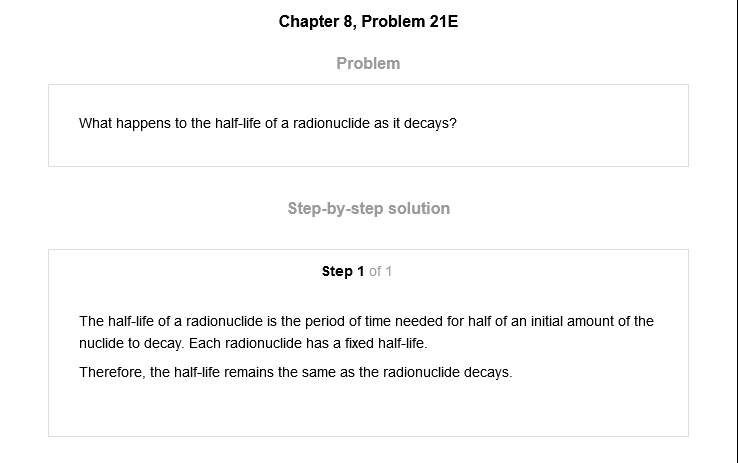 Chapter 8, Problem 21E
Problem
What happens to the half-life of a radionuclide as it decays?
Step-by-step solution
Step 1 of 1
The half-life of a radionuclide is the period of time needed for half of an initial amount of the
nuclide to decay. Each radionuclide has a fixed half-life.
Therefore, the half-life remains the same as the radionuclide decays.